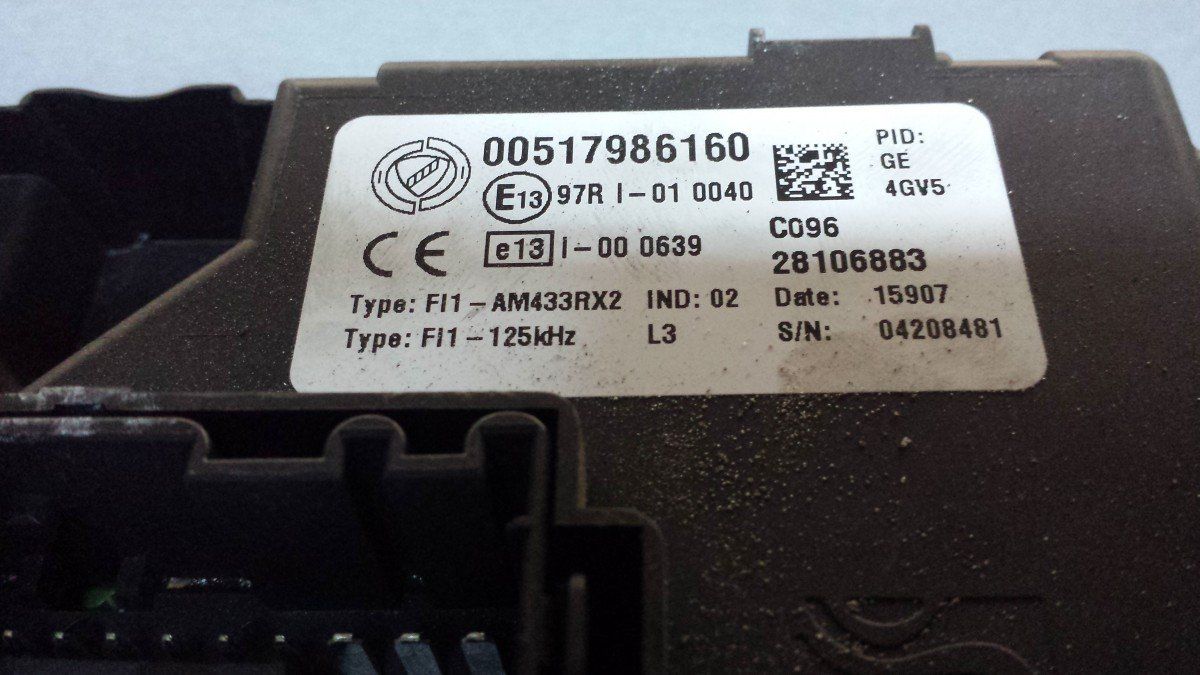 00517986160
E13 97R I-01 0040
e13 I-00 0639
CE
Type: FI1-AM433RX2 IND: 02
Type: FI1-125kHz L3
PID:
GE
4GV5
C096
28106883
Date: 15907
S/N: 04208481